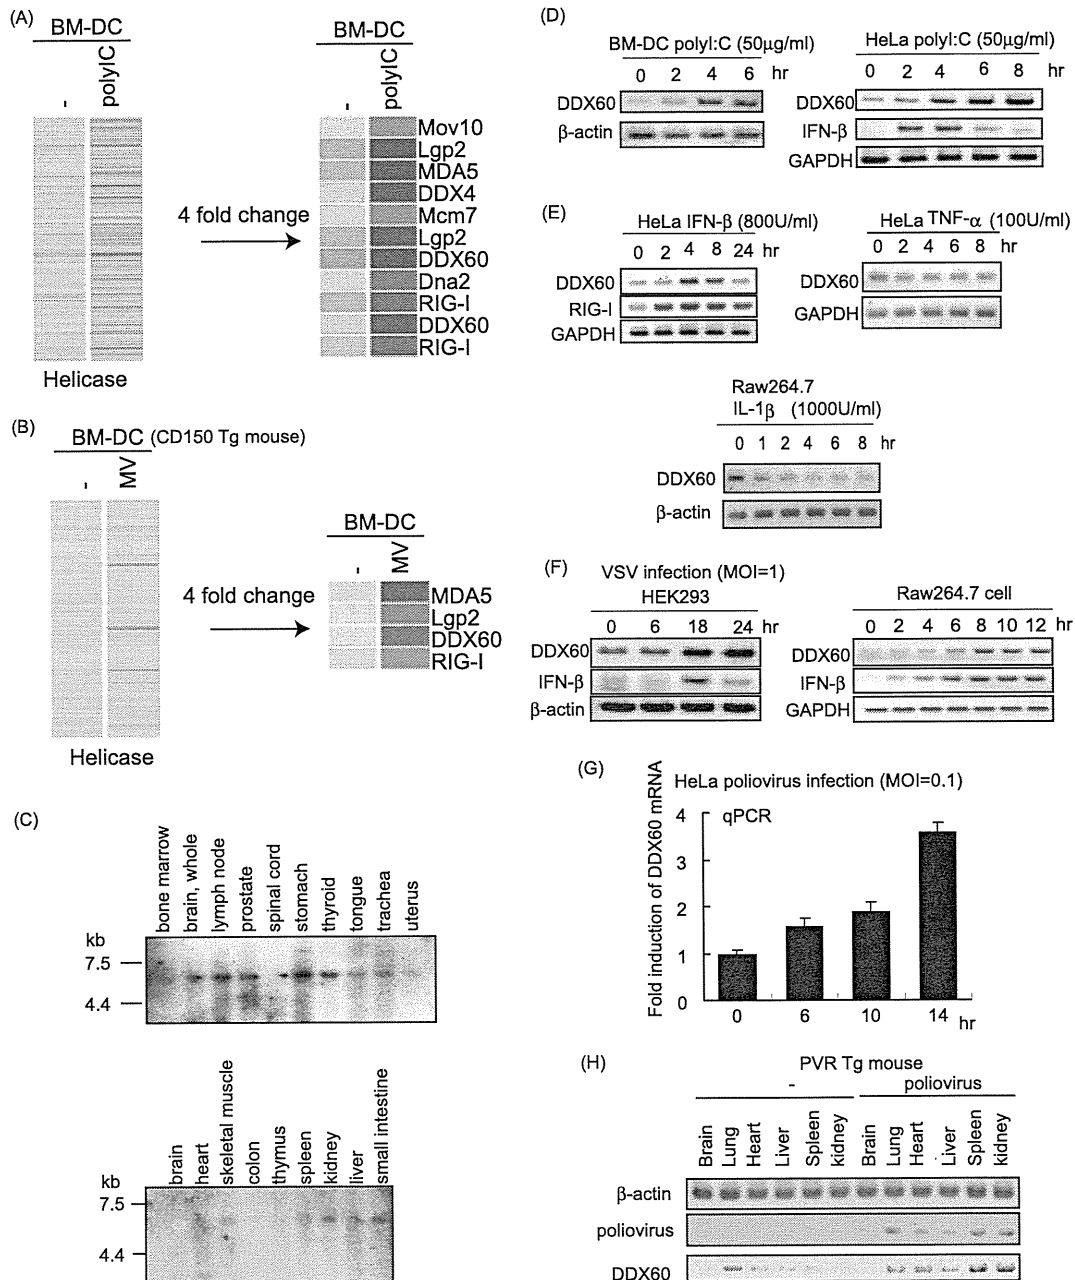 (A)
BM-DC
-
polyIC
Helicase
4 fold change
BM-DC
-
polyIC
Mov10
Lgp2
MDA5
DDX4
Mcm7
Lgp2
DDX60
Dna2
RIG-I
DDX60
RIG-I
(B)
BM-DC (CD150 Tg mouse)
-
MV
Helicase
4 fold change
BM-DC
-
MV
MDA5
Lgp2
DDX60
RIG-I
(C)
bone marrow
brain, whole
lymph node
prostate
spinal cord
stomach
thyroid
tongue
trachea
uterus
kb
7.5
4.4
brain
heart
skeletal muscle
colon
thymus
spleen
kidney
liver
small intestine
kb
7.5
4.4
(D)
BM-DC polyI:C (50μg/ml)
0 2 4 6 hr
DDX60
β-actin
HeLa polyI:C (50μg/ml)
0 2 4 6 8 hr
DDX60
IFN-β
GAPDH
(E)
HeLa IFN-β (800U/ml)
0 2 4 8 24 hr
DDX60
RIG-I
GAPDH
HeLa TNF-α (100U/ml)
0 2 4 6 8 hr
DDX60
GAPDH
Raw264.7
IL-1β (1000U/ml)
0 1 2 4 6 8 hr
DDX60
β-actin
(F)
VSV infection (MOI=1)
HEK293
0 6 18 24 hr
DDX60
IFN-β
β-actin
Raw264.7 cell
0 2 4 6 8 10 12 hr
DDX60
IFN-β
GAPDH
(G)
HeLa poliovirus infection (MOI=0.1)
qPCR
Fold induction of DDX60 mRNA
4
3
2
1
0
0 6 10 14 hr
(H)
PVR Tg mouse
- poliovirus
Brain
Lung
Heart
Liver
Spleen
kidney
Brain
Lung
Heart
Liver
Spleen
kidney
β-actin
poliovirus
DDX60